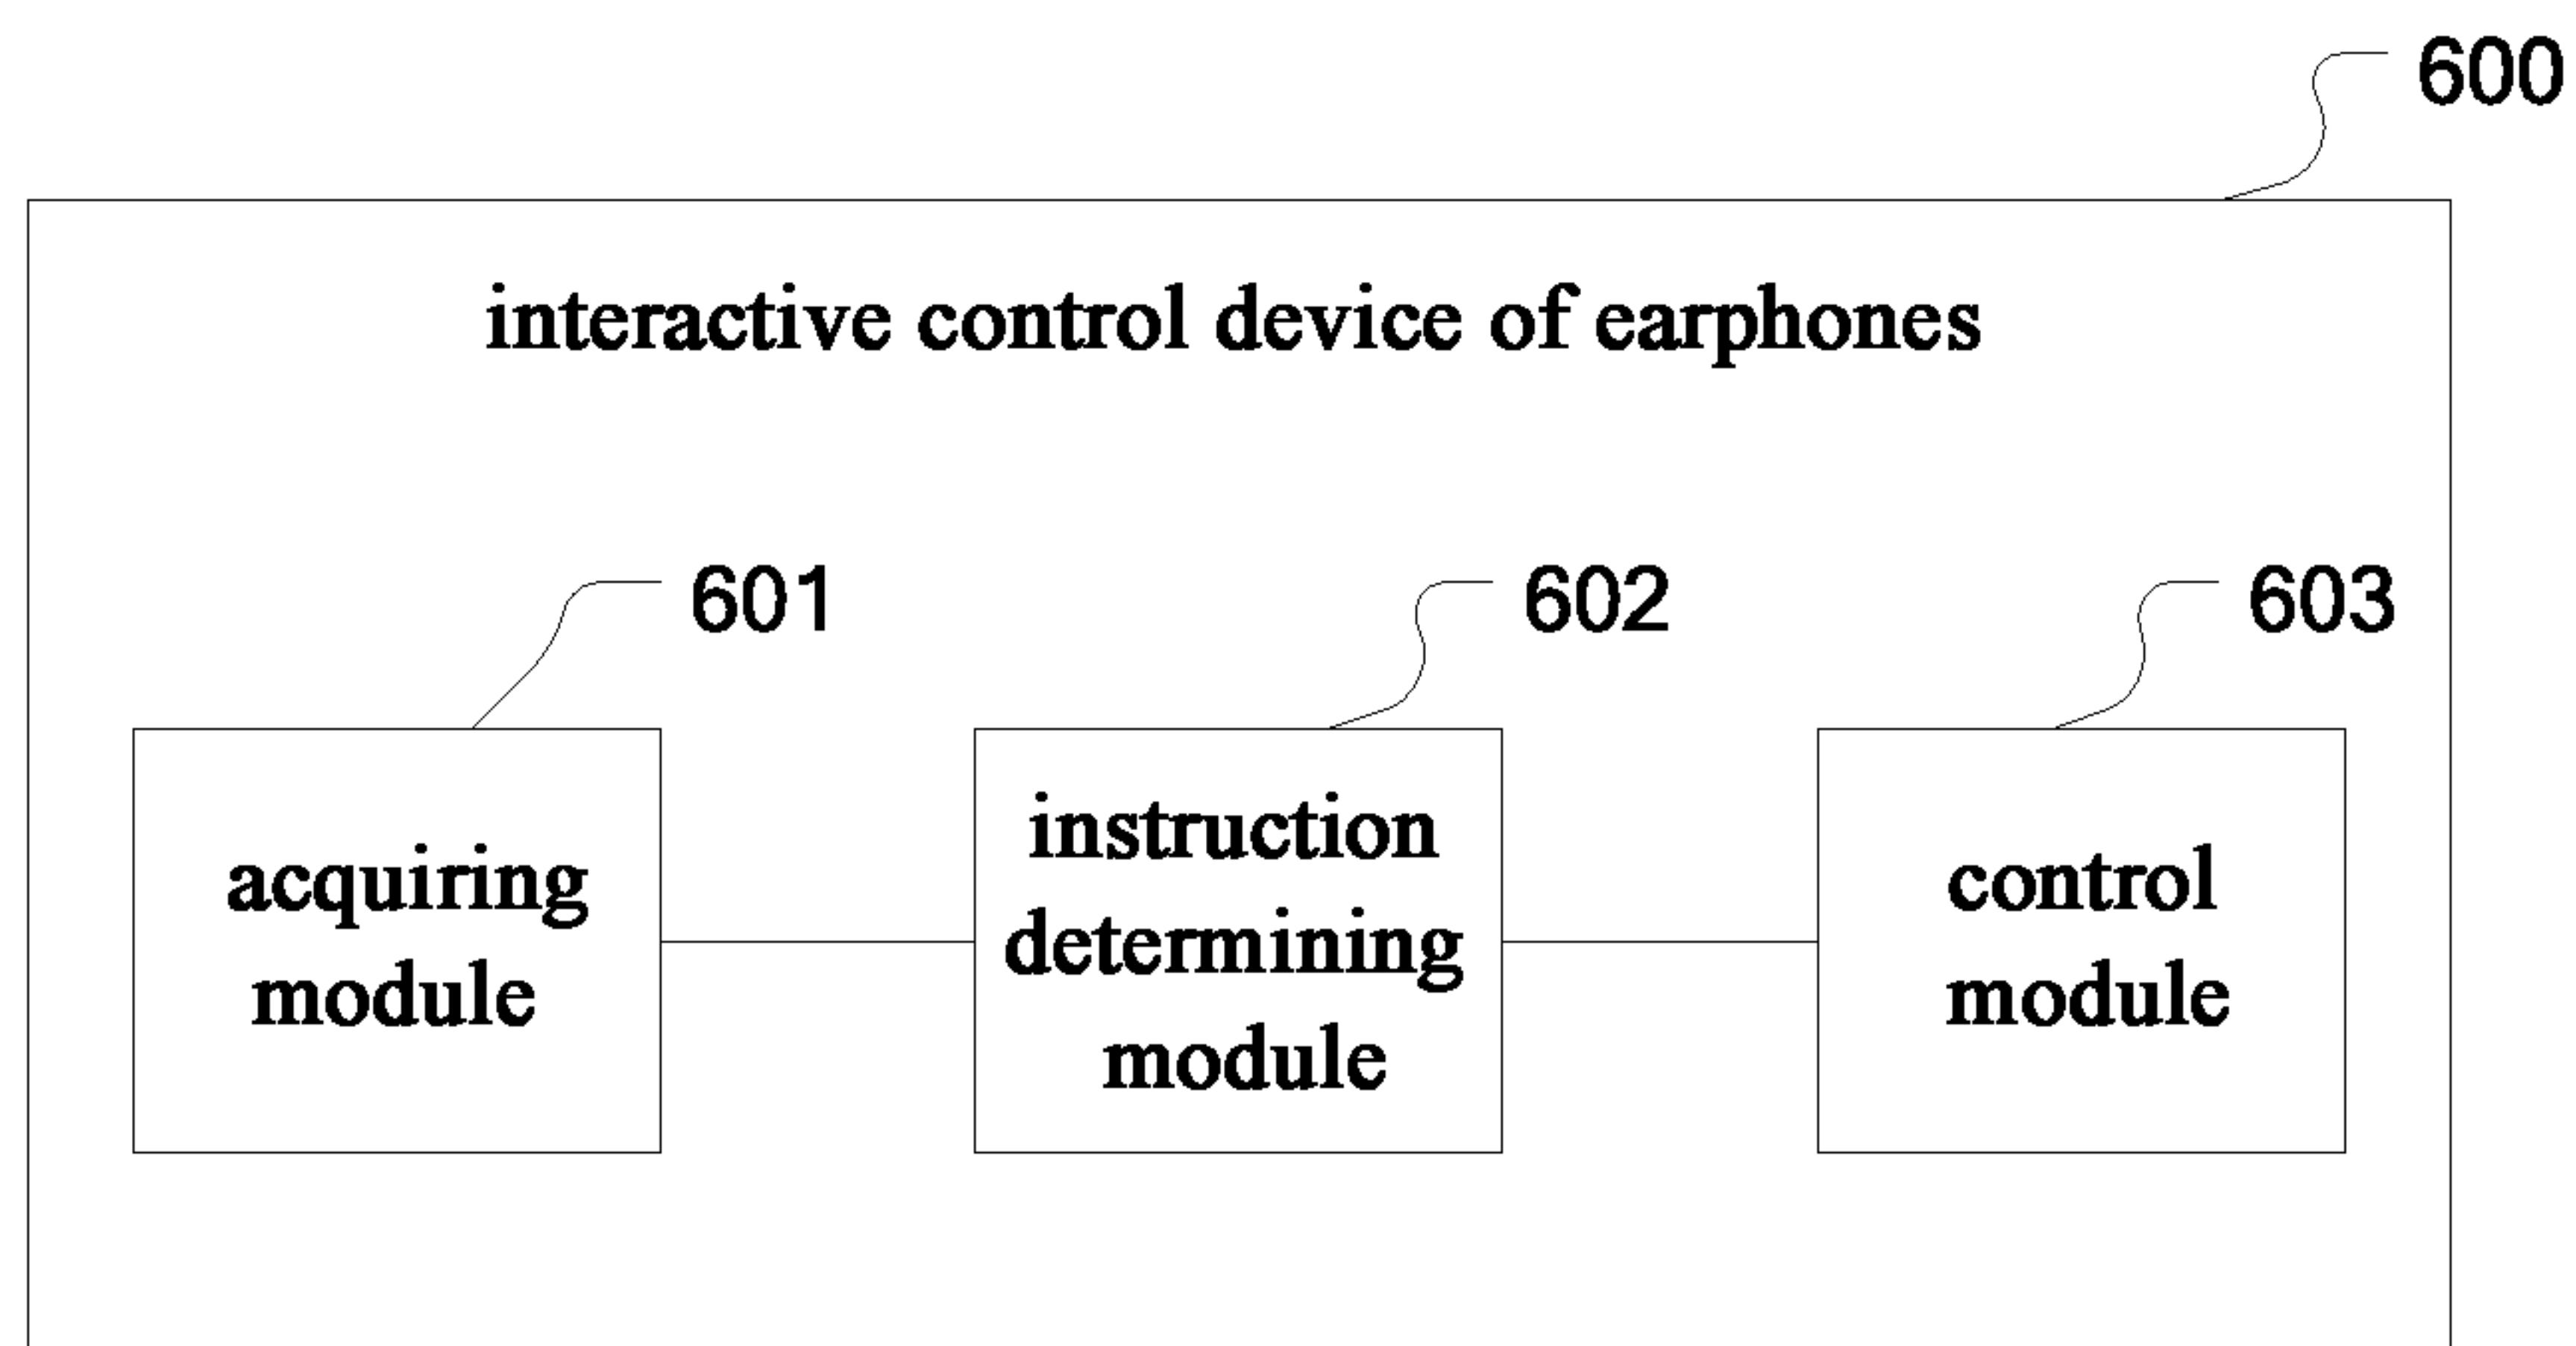 600
interactive control device of earphones
601
602
603
acquiring
module
instruction
determining
module
control
module